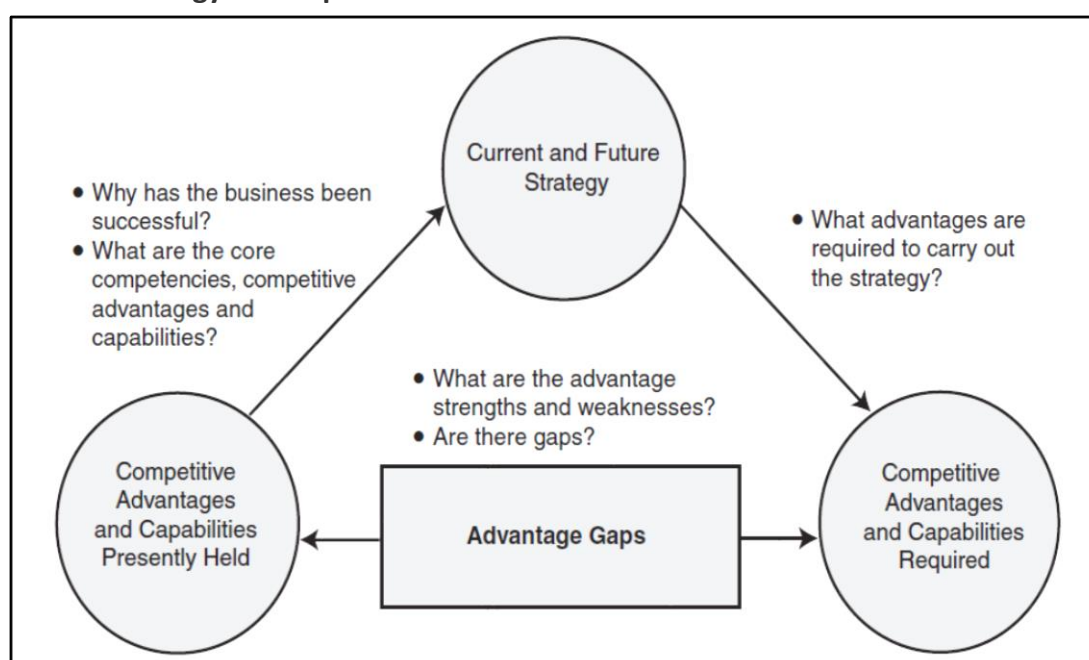 Current and Future
Strategy
• Why has the business been
successful?
• What are the core
competencies, competitive
advantages and
capabilities?
• What advantages are
required to carry out
the strategy?
• What are the advantage
strengths and weaknesses?
• Are there gaps?
Competitive
Advantages
and Capabilities
Presently Held
Advantage Gaps
Competitive
Advantages
and Capabilities
Required